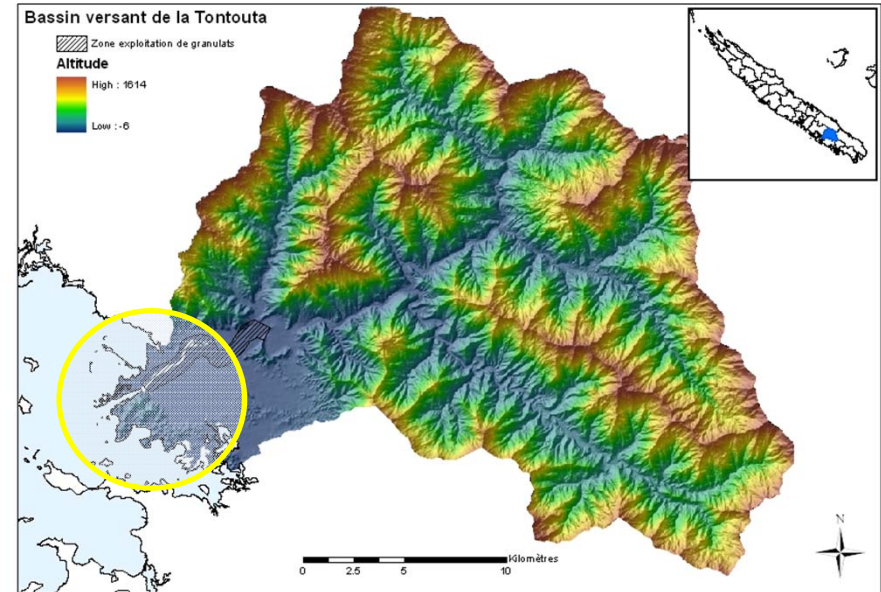 Bassin versant de la Tontouta
Zone exploitation de granulats
Altitude
High : 1614
Low : -6
N
Kilomètres
0 2.5 5 10